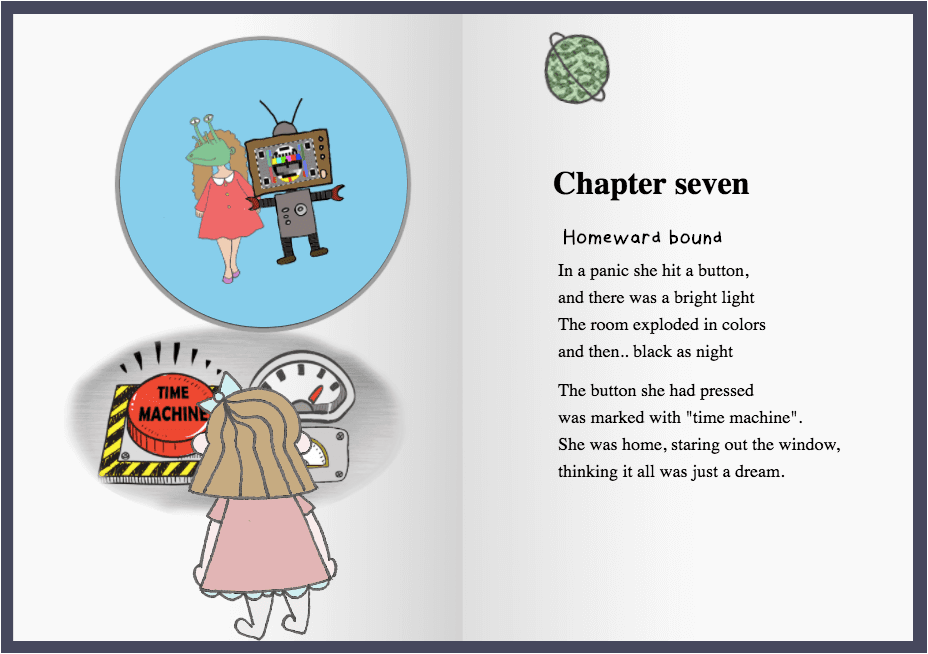 TIME
MACHINE
Chapter seven
Homeward bound
In a panic she hit a button,
and there was a bright light
The room exploded in colors
and then.. black as night
The button she had pressed
was marked with "time machine".
She was home, staring out the window,
thinking it all was just a dream.